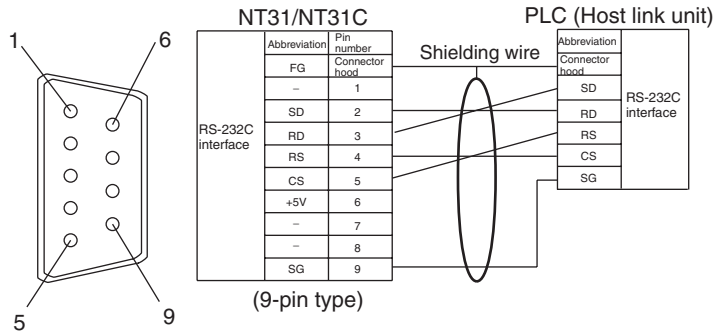 NT31/NT31C
PLC (Host link unit)
1
6
5
9
Shielding wire
RS-232C
interface
Abbreviation Pin
number
FG Connector
hood
– 1
SD 2
RD 3
RS 4
CS 5
+5V 6
– 7
– 8
SG 9
(9-pin type)
Abbreviation
Connector
hood
SD
RD
RS
CS
SG
RS-232C
interface